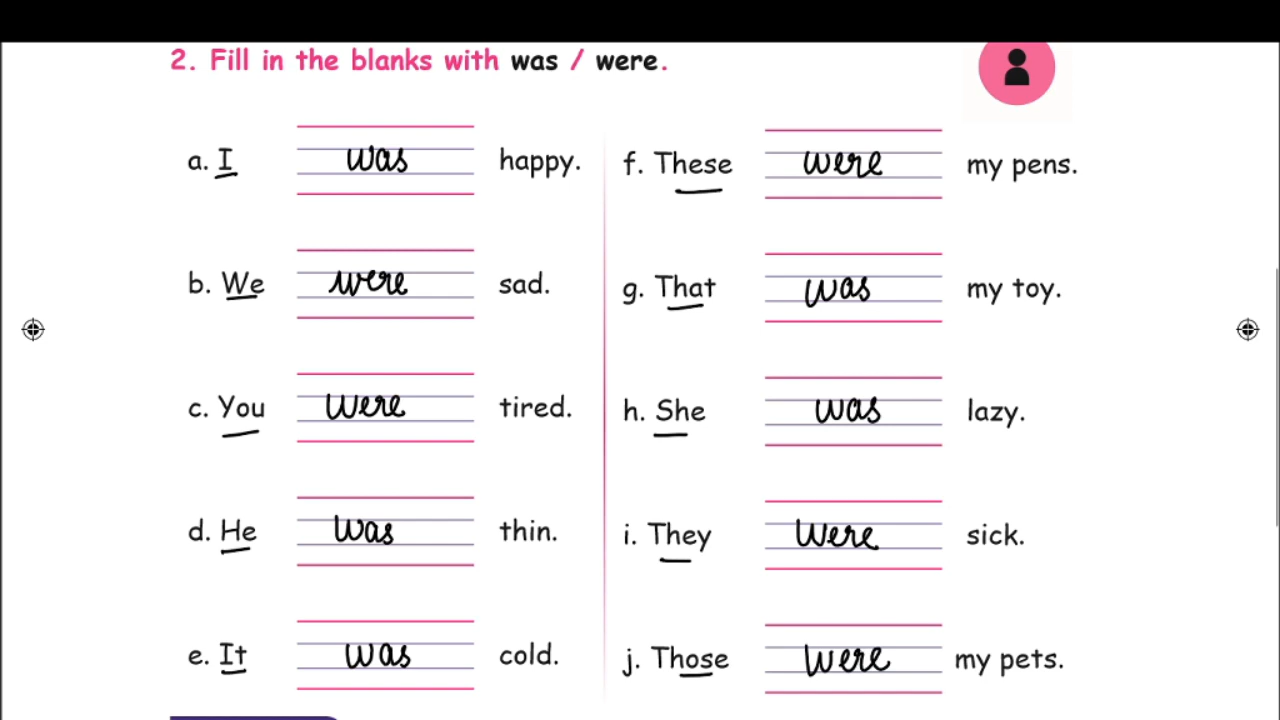 2. Fill in the blanks with was / were.
a. I was happy.
b. We were sad.
c. You were tired.
d. He was thin.
e. It was cold.
f. These were my pens.
g. That was my toy.
h. She was lazy.
i. They were sick.
j. Those were my pets.